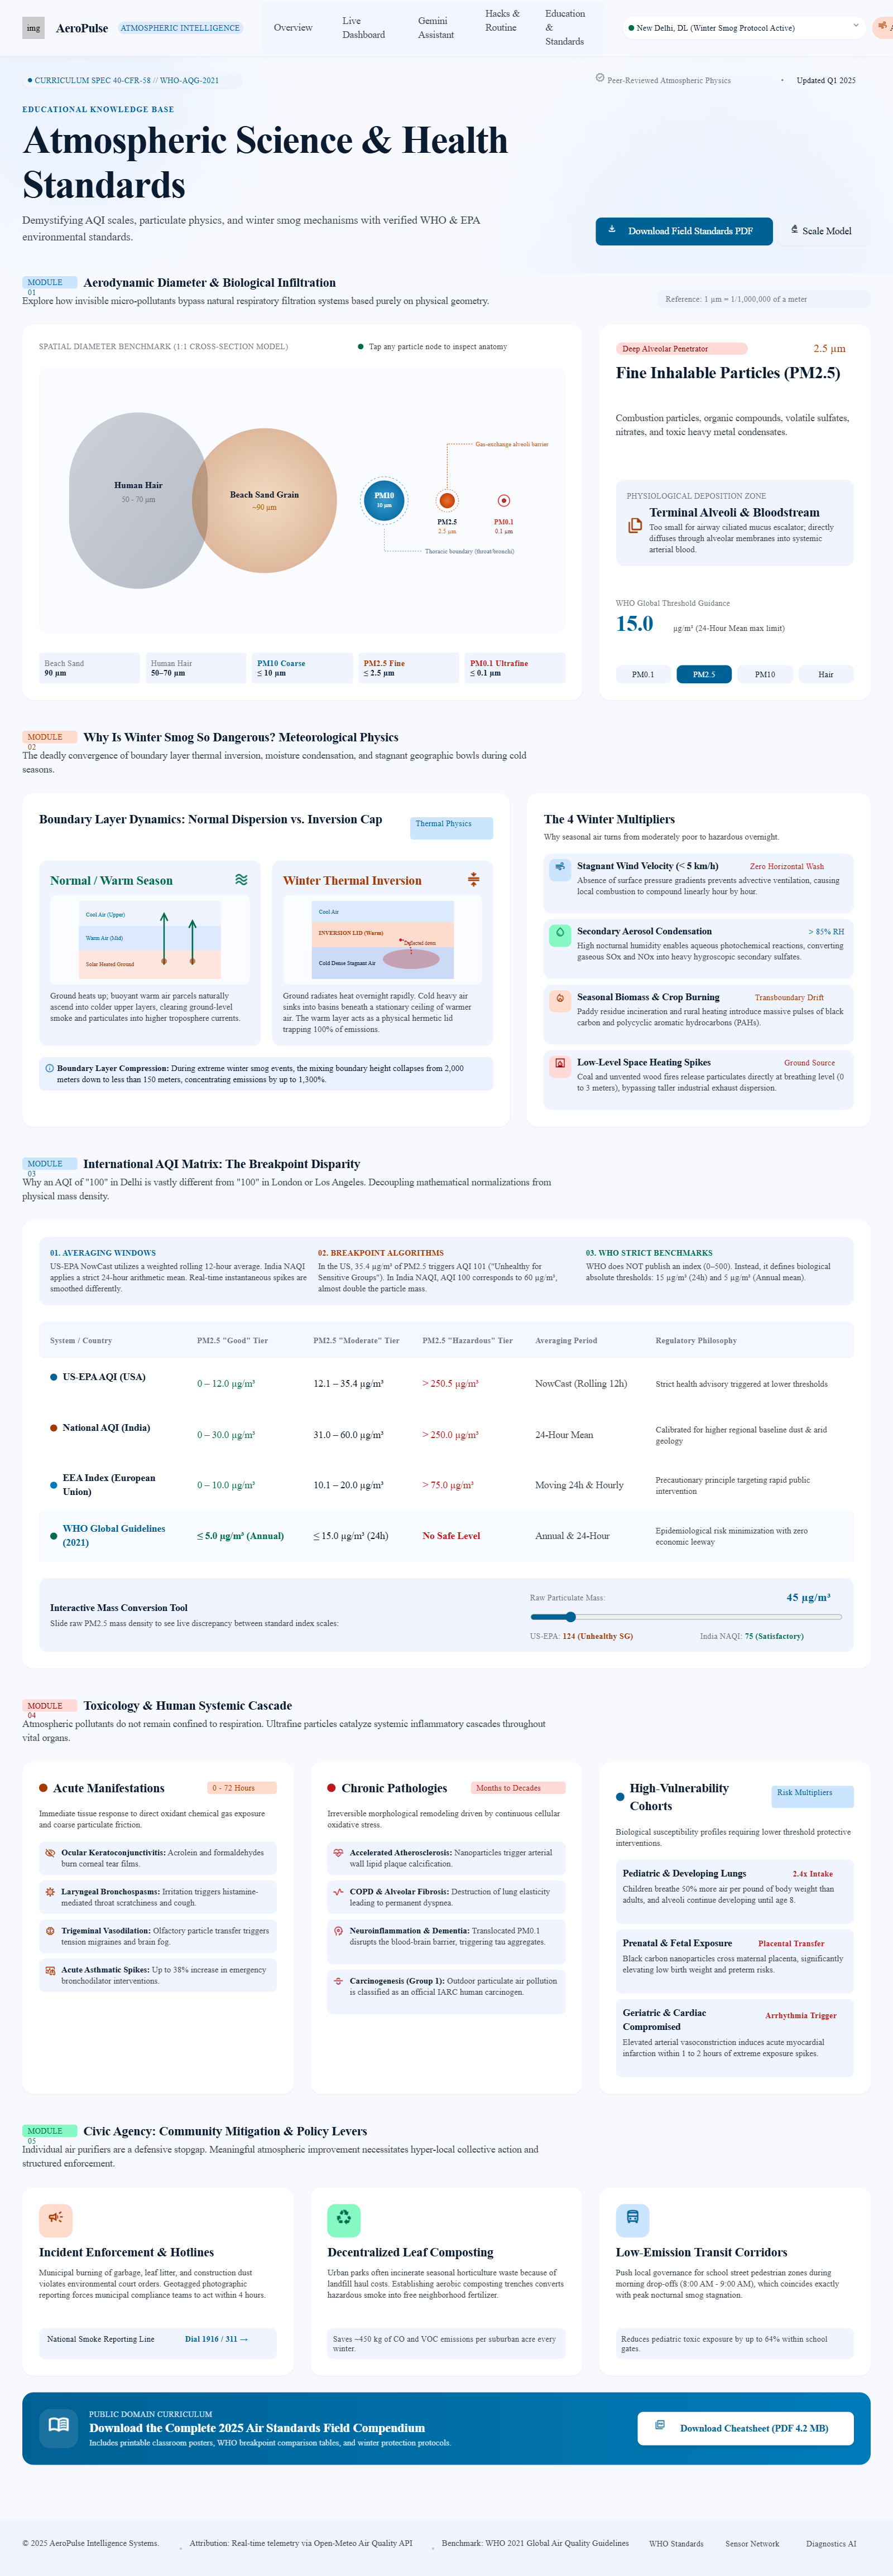 img
AeroPulse
ATMOSPHERIC INTELLIGENCE
Overview
Live
Dashboard
Gemini
Assistant
Hacks &
Routine
Education
&
Standards
New Delhi, DL (Winter Smog Protocol Active)
CURRICULUM SPEC 40-CFR-58 // WHO-AQG-2021
Peer-Reviewed Atmospheric Physics
•
Updated Q1 2025
EDUCATIONAL KNOWLEDGE BASE
Atmospheric Science & Health
Standards
Demystifying AQI scales, particulate physics, and winter smog mechanisms with verified WHO & EPA
environmental standards.
Download Field Standards PDF
Scale Model
MODULE
01
Aerodynamic Diameter & Biological Infiltration
Explore how invisible micro-pollutants bypass natural respiratory filtration systems based purely on physical geometry.
Reference: 1 µm = 1/1,000,000 of a meter
SPATIAL DIAMETER BENCHMARK (1:1 CROSS-SECTION MODEL)
Tap any particle node to inspect anatomy
Human Hair
50 - 70 µm
Beach Sand Grain
~90 µm
PM10
10 µm
PM2.5
2.5 µm
PM0.1
0.1 µm
Gas-exchange alveoli barrier
Thoracic boundary (throat/bronchi)
Beach Sand
90 µm
Human Hair
50–70 µm
PM10 Coarse
≤ 10 µm
PM2.5 Fine
≤ 2.5 µm
PM0.1 Ultrafine
≤ 0.1 µm
Deep Alveolar Penetrator
2.5 µm
Fine Inhalable Particles (PM2.5)
Combustion particles, organic compounds, volatile sulfates,
nitrates, and toxic heavy metal condensates.
PHYSIOLOGICAL DEPOSITION ZONE
Terminal Alveoli & Bloodstream
Too small for airway ciliated mucus escalator; directly
diffuses through alveolar membranes into systemic
arterial blood.
WHO Global Threshold Guidance
15.0
µg/m³ (24-Hour Mean max limit)
PM0.1
PM2.5
PM10
Hair
MODULE
02
Why Is Winter Smog So Dangerous? Meteorological Physics
The deadly convergence of boundary layer thermal inversion, moisture condensation, and stagnant geographic bowls during cold
seasons.
Boundary Layer Dynamics: Normal Dispersion vs. Inversion Cap
Thermal Physics
Normal / Warm Season
Cool Air (Upper)
Warm Air (Mid)
Solar Heated Ground
Ground heats up; buoyant warm air parcels naturally
ascend into colder upper layers, clearing ground-level
smoke and particulates into higher troposphere currents.
Winter Thermal Inversion
Cool Air
INVERSION LID (Warm)
Deflected down
Cold Dense Stagnant Air
Ground radiates heat overnight rapidly. Cold heavy air
sinks into basins beneath a stationary ceiling of warmer
air. The warm layer acts as a physical hermetic lid
trapping 100% of emissions.
Boundary Layer Compression: During extreme winter smog events, the mixing boundary height collapses from 2,000
meters down to less than 150 meters, concentrating emissions by up to 1,300%.
The 4 Winter Multipliers
Why seasonal air turns from moderately poor to hazardous overnight.
Stagnant Wind Velocity (< 5 km/h)
Zero Horizontal Wash
Absence of surface pressure gradients prevents advective ventilation, causing
local combustion to compound linearly hour by hour.
Secondary Aerosol Condensation
> 85% RH
High nocturnal humidity enables aqueous photochemical reactions, converting
gaseous SOx and NOx into heavy hygroscopic secondary sulfates.
Seasonal Biomass & Crop Burning
Transboundary Drift
Paddy residue incineration and rural heating introduce massive pulses of black
carbon and polycyclic aromatic hydrocarbons (PAHs).
Low-Level Space Heating Spikes
Ground Source
Coal and unvented wood fires release particulates directly at breathing level (0
to 3 meters), bypassing taller industrial exhaust dispersion.
MODULE
03
International AQI Matrix: The Breakpoint Disparity
Why an AQI of "100" in Delhi is vastly different from "100" in London or Los Angeles. Decoupling mathematical normalizations from
physical mass density.
01. AVERAGING WINDOWS
US-EPA NowCast utilizes a weighted rolling 12-hour average. India NAQI
applies a strict 24-hour arithmetic mean. Real-time instantaneous spikes are
smoothed differently.
02. BREAKPOINT ALGORITHMS
In the US, 35.4 µg/m³ of PM2.5 triggers AQI 101 ("Unhealthy for
Sensitive Groups"). In India NAQI, AQI 100 corresponds to 60 µg/m³,
almost double the particle mass.
03. WHO STRICT BENCHMARKS
WHO does NOT publish an index (0–500). Instead, it defines biological
absolute thresholds: 15 µg/m³ (24h) and 5 µg/m³ (Annual mean).
System / Country
PM2.5 "Good" Tier
PM2.5 "Moderate" Tier
PM2.5 "Hazardous" Tier
Averaging Period
Regulatory Philosophy
US-EPA AQI (USA)
0 – 12.0 µg/m³
12.1 – 35.4 µg/m³
> 250.5 µg/m³
NowCast (Rolling 12h)
Strict health advisory triggered at lower thresholds
National AQI (India)
0 – 30.0 µg/m³
31.0 – 60.0 µg/m³
> 250.0 µg/m³
24-Hour Mean
Calibrated for higher regional baseline dust & arid
geology
EEA Index (European
Union)
0 – 10.0 µg/m³
10.1 – 20.0 µg/m³
> 75.0 µg/m³
Moving 24h & Hourly
Precautionary principle targeting rapid public
intervention
WHO Global Guidelines
(2021)
≤ 5.0 µg/m³ (Annual)
≤ 15.0 µg/m³ (24h)
No Safe Level
Annual & 24-Hour
Epidemiological risk minimization with zero
economic leeway
Interactive Mass Conversion Tool
Slide raw PM2.5 mass density to see live discrepancy between standard index scales:
Raw Particulate Mass:
45 µg/m³
US-EPA: 124 (Unhealthy SG)
India NAQI: 75 (Satisfactory)
MODULE
04
Toxicology & Human Systemic Cascade
Atmospheric pollutants do not remain confined to respiration. Ultrafine particles catalyze systemic inflammatory cascades throughout
vital organs.
Acute Manifestations
0 - 72 Hours
Immediate tissue response to direct oxidant chemical gas exposure
and coarse particulate friction.
Ocular Keratoconjunctivitis: Acrolein and formaldehydes
burn corneal tear films.
Laryngeal Bronchospasms: Irritation triggers histamine-
mediated throat scratchiness and cough.
Trigeminal Vasodilation: Olfactory particle transfer triggers
tension migraines and brain fog.
Acute Asthmatic Spikes: Up to 38% increase in emergency
bronchodilator interventions.
Chronic Pathologies
Months to Decades
Irreversible morphological remodeling driven by continuous cellular
oxidative stress.
Accelerated Atherosclerosis: Nanoparticles trigger arterial
wall lipid plaque calcification.
COPD & Alveolar Fibrosis: Destruction of lung elasticity
leading to permanent dyspnea.
Neuroinflammation & Dementia: Translocated PM0.1
disrupts the blood-brain barrier, triggering tau aggregates.
Carcinogenesis (Group 1): Outdoor particulate air pollution
is classified as an official IARC human carcinogen.
High-Vulnerability
Cohorts
Risk Multipliers
Biological susceptibility profiles requiring lower threshold protective
interventions.
Pediatric & Developing Lungs
2.4x Intake
Children breathe 50% more air per pound of body weight than
adults, and alveoli continue developing until age 8.
Prenatal & Fetal Exposure
Placental Transfer
Black carbon nanoparticles cross maternal placenta, significantly
elevating low birth weight and preterm risks.
Geriatric & Cardiac
Compromised
Arrhythmia Trigger
Elevated arterial vasoconstriction induces acute myocardial
infarction within 1 to 2 hours of extreme exposure spikes.
MODULE
05
Civic Agency: Community Mitigation & Policy Levers
Individual air purifiers are a defensive stopgap. Meaningful atmospheric improvement necessitates hyper-local collective action and
structured enforcement.
Incident Enforcement & Hotlines
Municipal burning of garbage, leaf litter, and construction dust
violates environmental court orders. Geotagged photographic
reporting forces municipal compliance teams to act within 4 hours.
National Smoke Reporting Line
Dial 1916 / 311 →
Decentralized Leaf Composting
Urban parks often incinerate seasonal horticulture waste because of
landfill haul costs. Establishing aerobic composting trenches converts
hazardous smoke into free neighborhood fertilizer.
Saves ~450 kg of CO and VOC emissions per suburban acre every
winter.
Low-Emission Transit Corridors
Push local governance for school street pedestrian zones during
morning drop-offs (8:00 AM - 9:00 AM), which coincides exactly
with peak nocturnal smog stagnation.
Reduces pediatric toxic exposure by up to 64% within school
gates.
PUBLIC DOMAIN CURRICULUM
Download the Complete 2025 Air Standards Field Compendium
Includes printable classroom posters, WHO breakpoint comparison tables, and winter protection protocols.
Download Cheatsheet (PDF 4.2 MB)
© 2025 AeroPulse Intelligence Systems.
•
Attribution: Real-time telemetry via Open-Meteo Air Quality API
•
Benchmark: WHO 2021 Global Air Quality Guidelines
WHO Standards
Sensor Network
Diagnostics AI